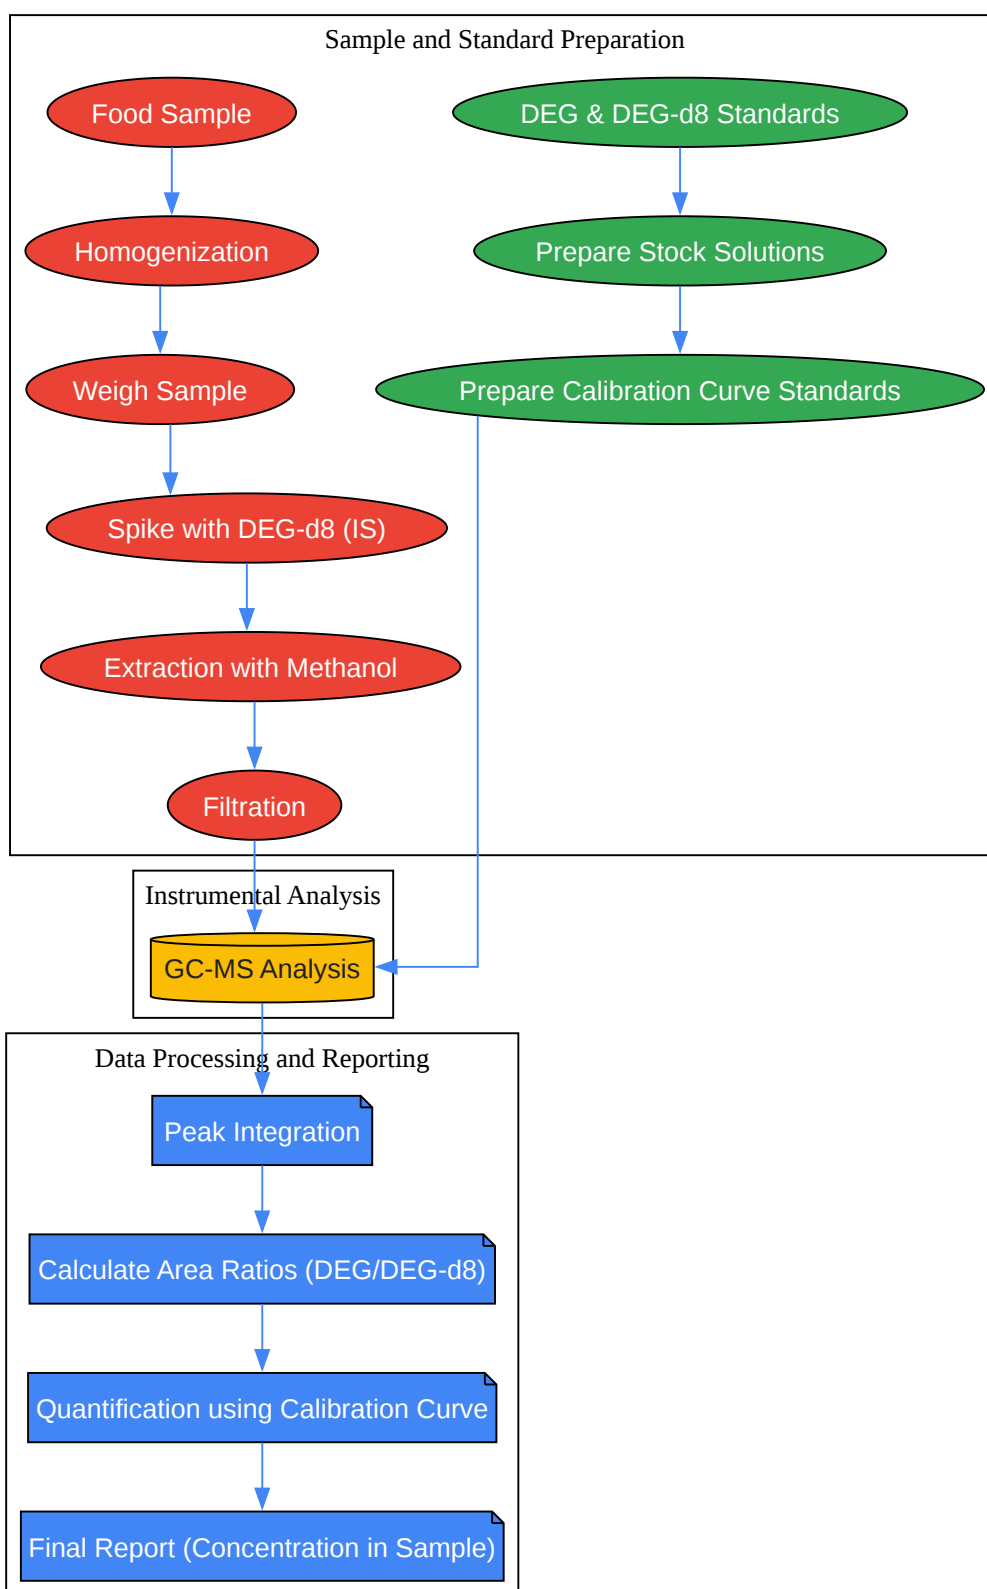 Sample and Standard Preparation
Food Sample
DEG & DEG-d8 Standards
Homogenization
Prepare Stock Solutions
Weigh Sample
Prepare Calibration Curve Standards
Spike with DEG-d8 (IS)
Extraction with Methanol
Filtration
Instrumental Analysis
GC-MS Analysis
Data Processing and Reporting
Peak Integration
Calculate Area Ratios (DEG/DEG-d8)
Quantification using Calibration Curve
Final Report (Concentration in Sample)